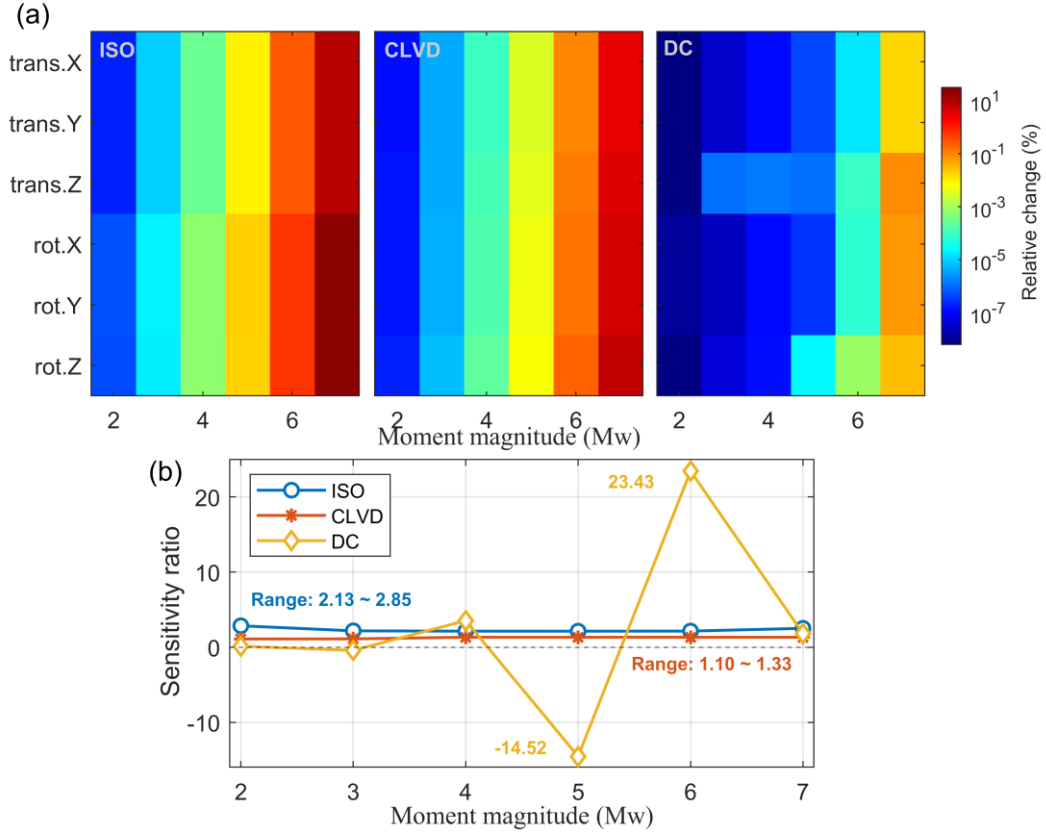 (a)
ISO
CLVD
DC
trans.X
trans.Y
trans.Z
rot.X
rot.Y
rot.Z
2 4 6
2 4 6
2 4 6
Moment magnitude (Mw)
10^1
10^-1
10^-3
10^-5
10^-7
Relative change (%)
(b)
ISO
CLVD
DC
23.43
Range: 2.13 ~ 2.85
Range: 1.10 ~ 1.33
-14.52
20
10
0
-10
Sensitivity ratio
2 3 4 5 6 7
Moment magnitude (Mw)